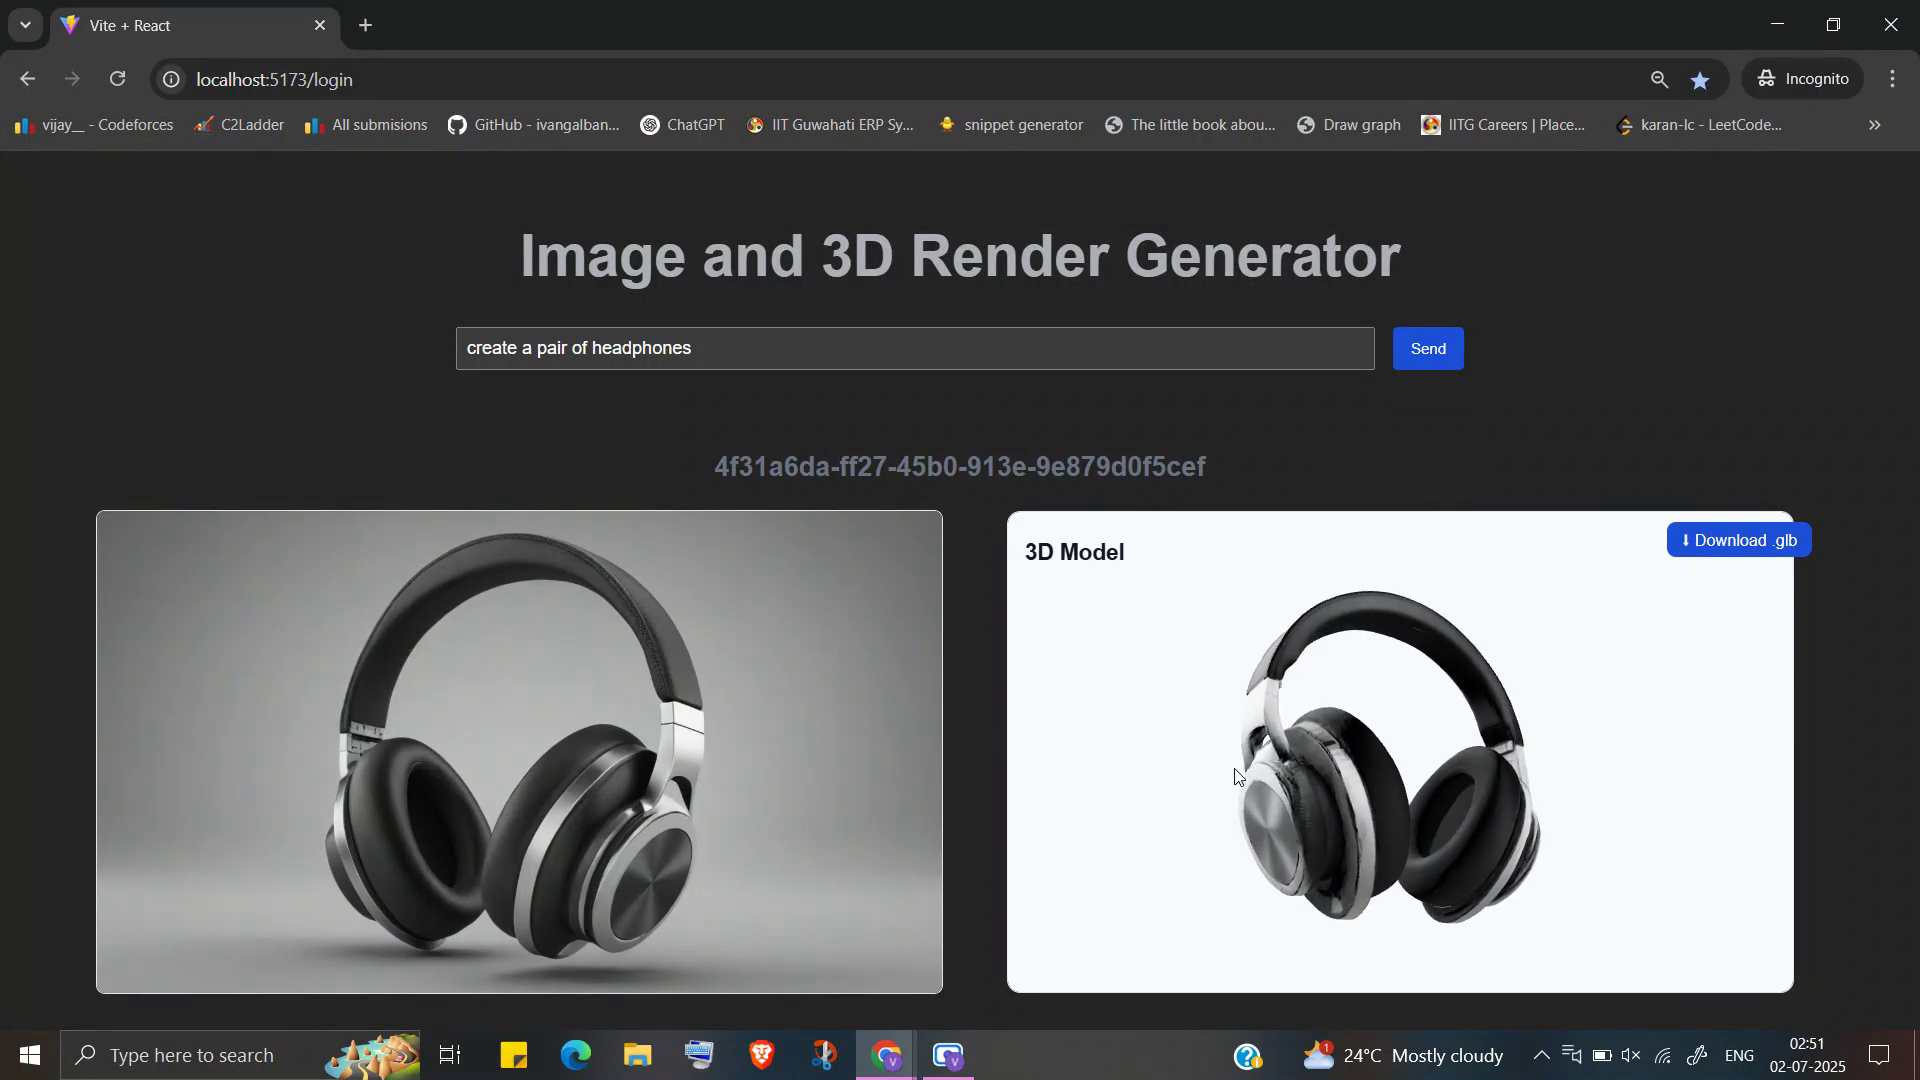 Vite + React
localhost:5173/login
Incognito
vijay__ - Codeforces
C2Ladder
All submisions
GitHub - ivangalban...
ChatGPT
IIT Guwahati ERP Sy...
snippet generator
The little book abou...
Draw graph
IITG Careers | Place...
karan-lc - LeetCode...
Image and 3D Render Generator
create a pair of headphones
Send
4f31a6da-ff27-45b0-913e-9e879d0f5cef
3D Model
⬇ Download .glb
Type here to search
1
24°C Mostly cloudy
ENG
02:51
02-07-2025